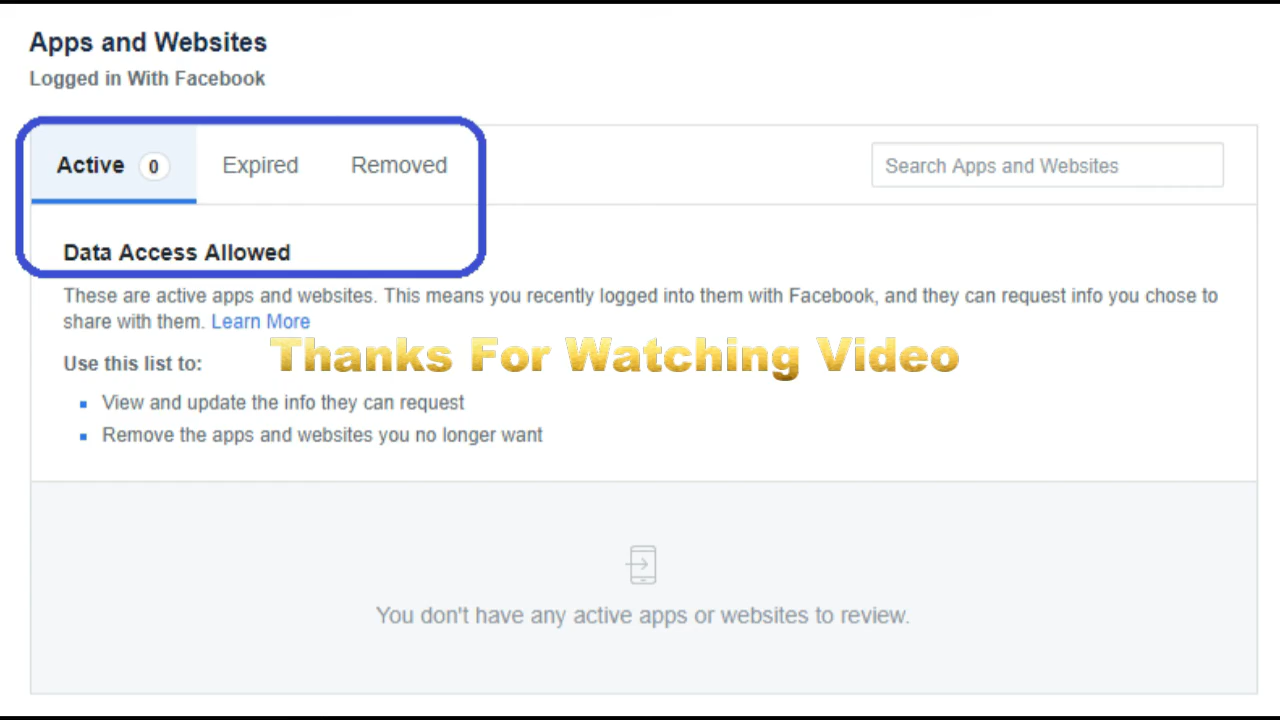 Apps and Websites
Logged in With Facebook
Active 0 Expired Removed Search Apps and Websites
Data Access Allowed
These are active apps and websites. This means you recently logged into them with Facebook, and they can request info you chose to
share with them. Learn More
Thanks For Watching Video
Use this list to:
View and update the info they can request
Remove the apps and websites you no longer want
You don't have any active apps or websites to review.